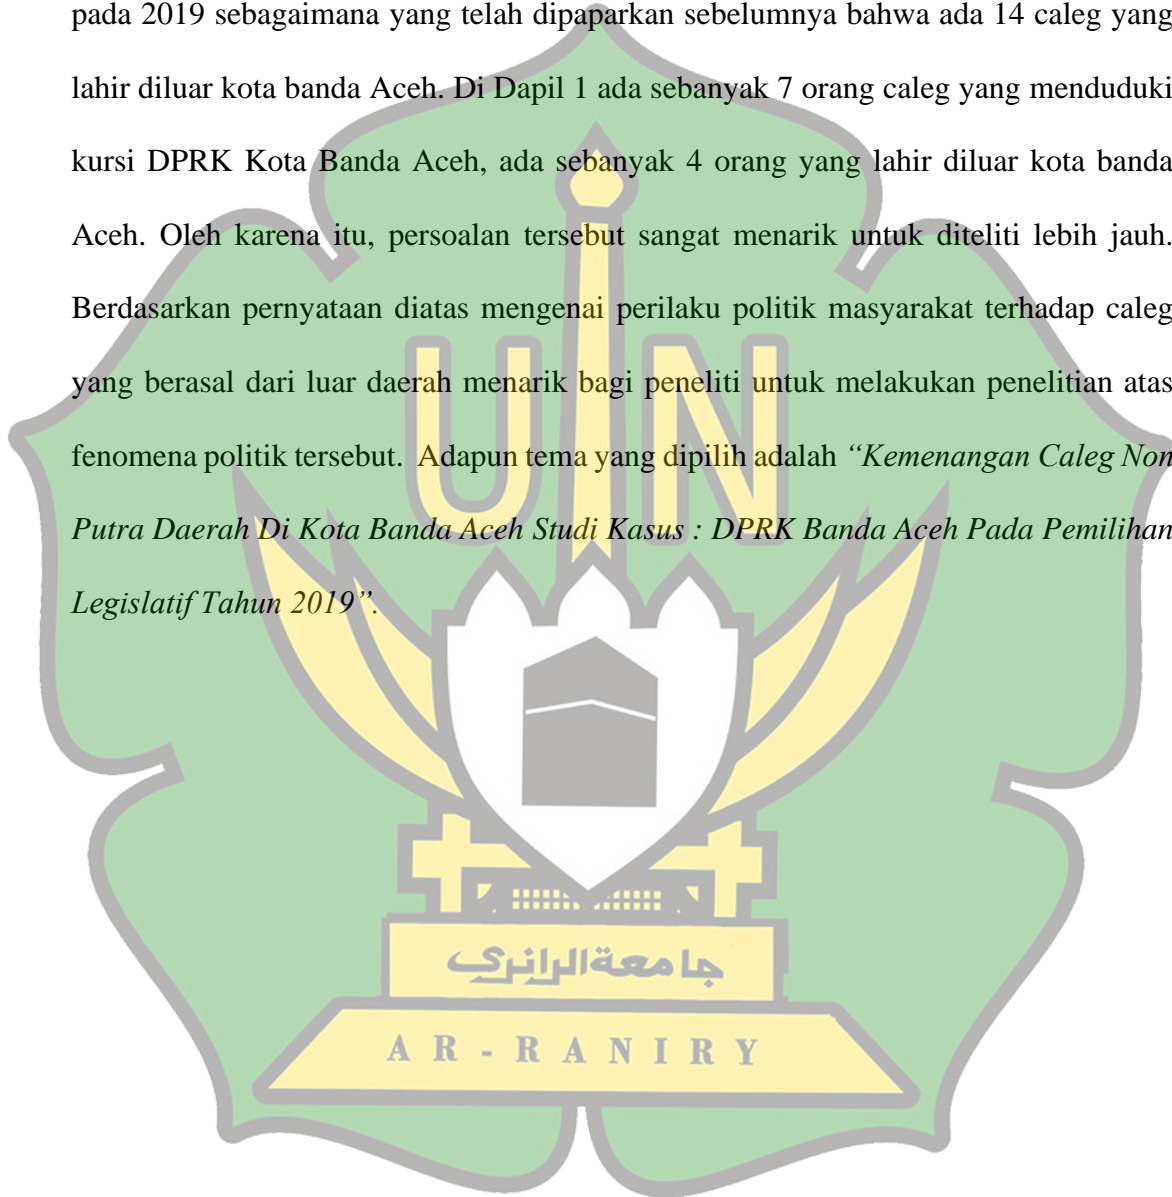 pada 2019 sebagaimana yang telah dipaparkan sebelumnya bahwa ada 14 caleg yang
lahir diluar kota banda Aceh. Di Dapil 1 ada sebanyak 7 orang caleg yang menduduki
kursi DPRK Kota Banda Aceh, ada sebanyak 4 orang yang lahir diluar kota banda
Aceh. Oleh karena itu, persoalan tersebut sangat menarik untuk diteliti lebih jauh.
Berdasarkan pernyataan diatas mengenai perilaku politik masyarakat terhadap caleg
yang berasal dari luar daerah menarik bagi peneliti untuk melakukan penelitian atas
fenomena politik tersebut. Adapun tema yang dipilih adalah “Kemenangan Caleg Non
Putra Daerah Di Kota Banda Aceh Studi Kasus : DPRK Banda Aceh Pada Pemilihan
Legislatif Tahun 2019”.
UIN
جامعة الرانري
AR-RANIRY